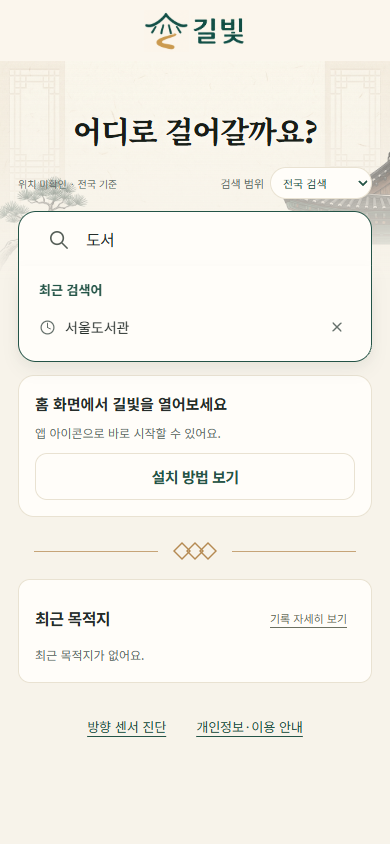 길빛
어디로 걸어갈까요?
위치 미확인 · 전국 기준
검색 범위
전국 검색
도서
최근 검색어
서울도서관
홈 화면에서 길빛을 열어보세요
앱 아이콘으로 바로 시작할 수 있어요.
설치 방법 보기
최근 목적지
기록 자세히 보기
최근 목적지가 없어요.
방향 센서 진단
개인정보·이용 안내